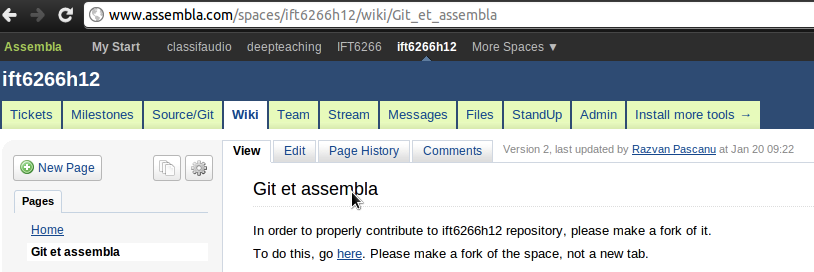 www.assembla.com/spaces/ift6266h12/wiki/Git_et_assembla
Assembla My Start classifaudio deepteaching IFT6266 ift6266h12 More Spaces ▼
ift6266h12
Tickets Milestones Source/Git Wiki Team Stream Messages Files StandUp Admin Install more tools →
View Edit Page History Comments Version 2, last updated by Razvan Pascanu at Jan 20 09:22
New Page
Pages
Home
Git et assembla
Git et assembla
In order to properly contribute to ift6266h12 repository, please make a fork of it.
To do this, go here. Please make a fork of the space, not a new tab.